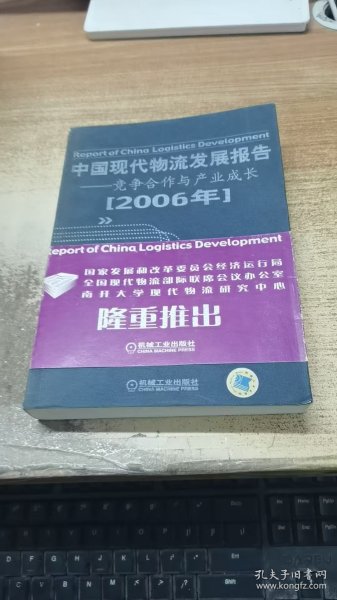 Report of China Logistics Development
中国现代物流发展报告
——竞争合作与产业成长
[2006年]
Report of China Logistics Development
国家发展和改革委员会经济运行局
全国现代物流部际联席会议办公室
南开大学现代物流研究中心
隆重推出
机械工业出版社
CHINA MACHINE PRESS
机械工业出版社
CHINA MACHINE PRESS
Home
End
PgUp
D F G H J K L
C V B N M
Shift
孔夫子旧书网
kongfz.com